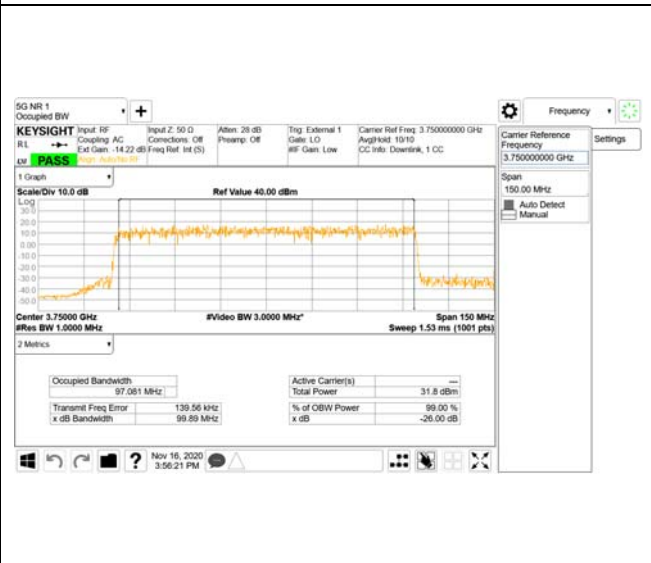 5G NR 1
Occupied BW
Frequency
KEYSIGHT
Input: RF
Coupling: AC
Ext Gain: -14.22 dB
Align: Auto/No RF
Input Z: 50 Ω
Corrections: Off
Freq Ref: Int (S)
Atten: 28 dB
Preamp: Off
Trig: External 1
Gate: LO
#IF Gain: Low
Carrier Ref Freq: 3.750000000 GHz
Avg|Hold: 10/10
CC Info: Downlink, 1 CC
RL
PASS
Carrier Reference
Frequency
3.750000000 GHz
Settings
Span
150.00 MHz
Auto Detect
Manual
1 Graph
Scale/Div 10.0 dB
Ref Value 40.00 dBm
Log
30.0
20.0
10.0
0.00
-10.0
-20.0
-30.0
-40.0
-50.0
Center 3.75000 GHz
#Video BW 3.0000 MHz*
Span 150 MHz
#Res BW 1.0000 MHz
Sweep 1.53 ms (1001 pts)
2 Metrics
Occupied Bandwidth
97.081 MHz
Active Carrier(s)
---
Total Power
31.8 dBm
Transmit Freq Error
139.56 kHz
% of OBW Power
99.00 %
x dB Bandwidth
99.89 MHz
x dB
-26.00 dB
?
Nov 16, 2020
3:56:21 PM